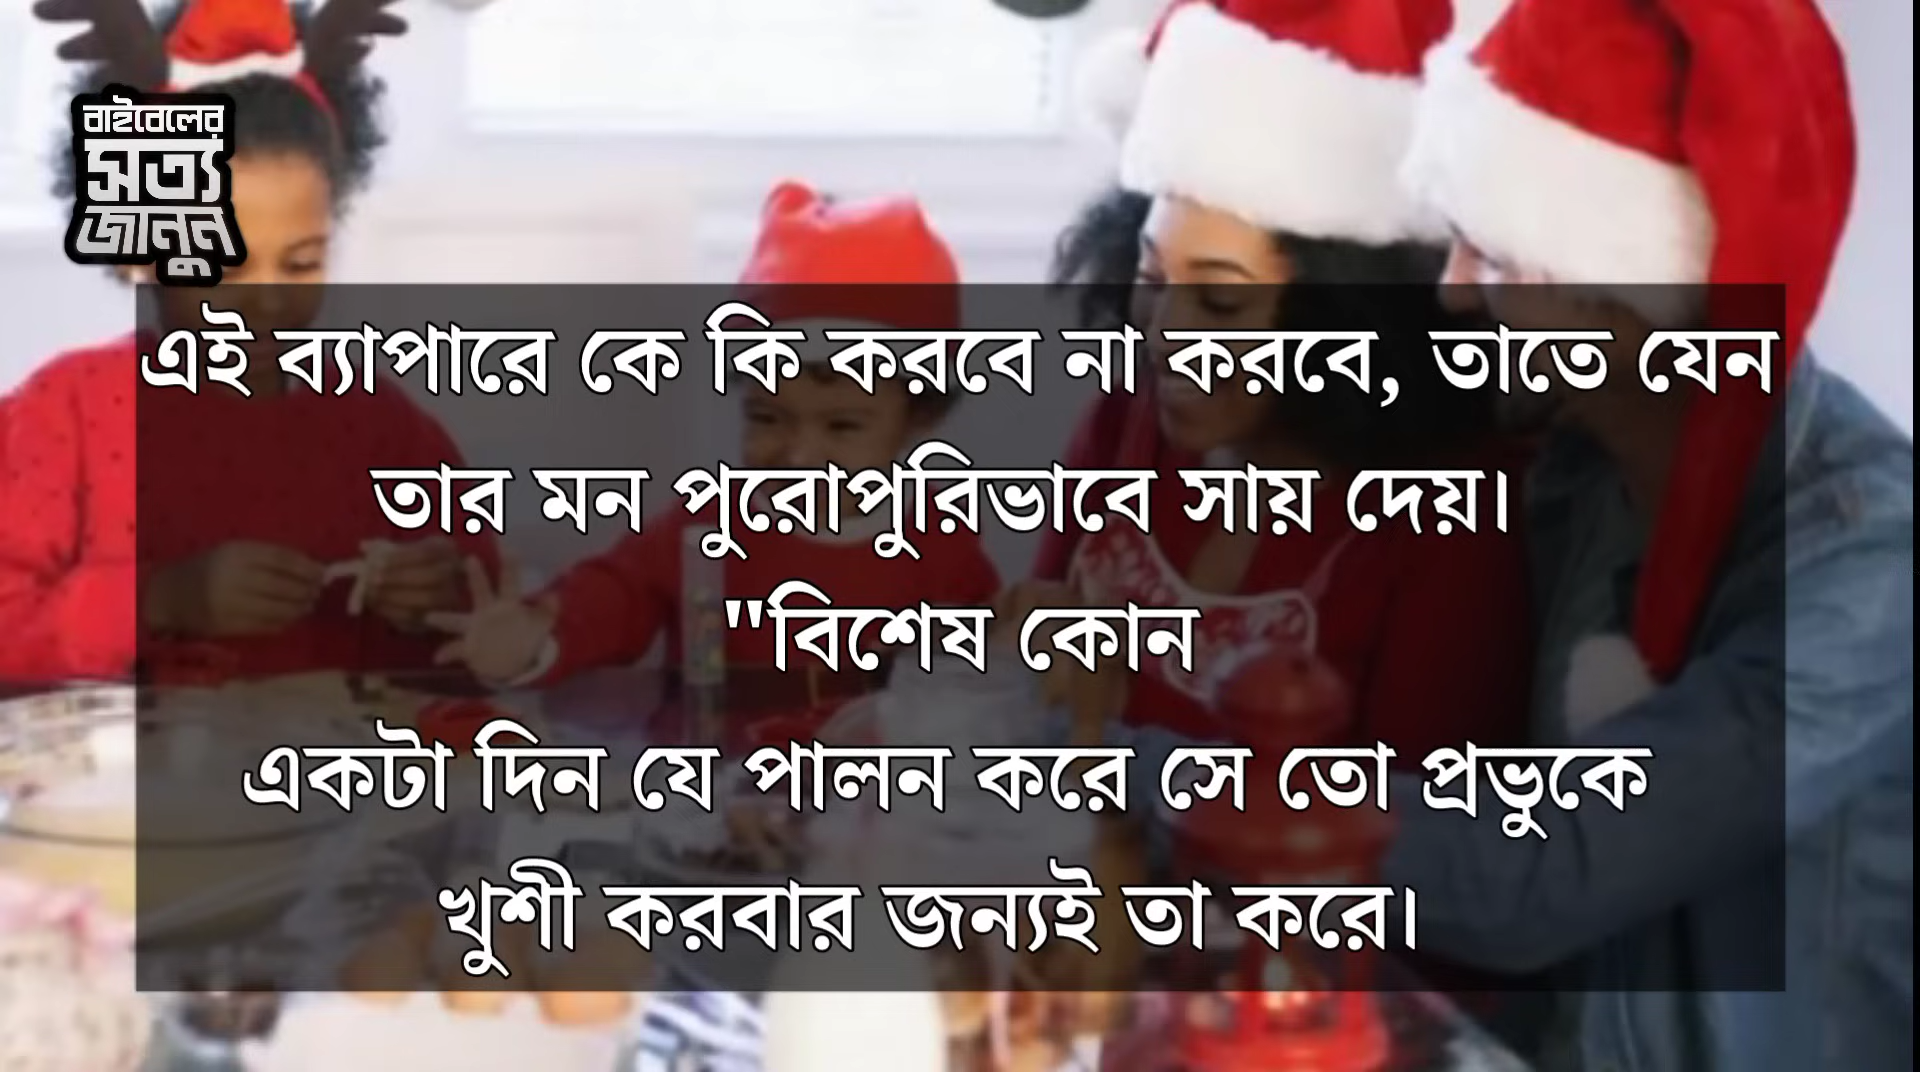 বাইবেলের
সত্য
জানুন
এই ব্যাপারে কে কি করবে না করবে, তাতে যেন
তার মন পুরোপুরিভাবে সায় দেয়।
"বিশেষ কোন
একটা দিন যে পালন করে সে তো প্রভুকে
খুশী করবার জন্যই তা করে।